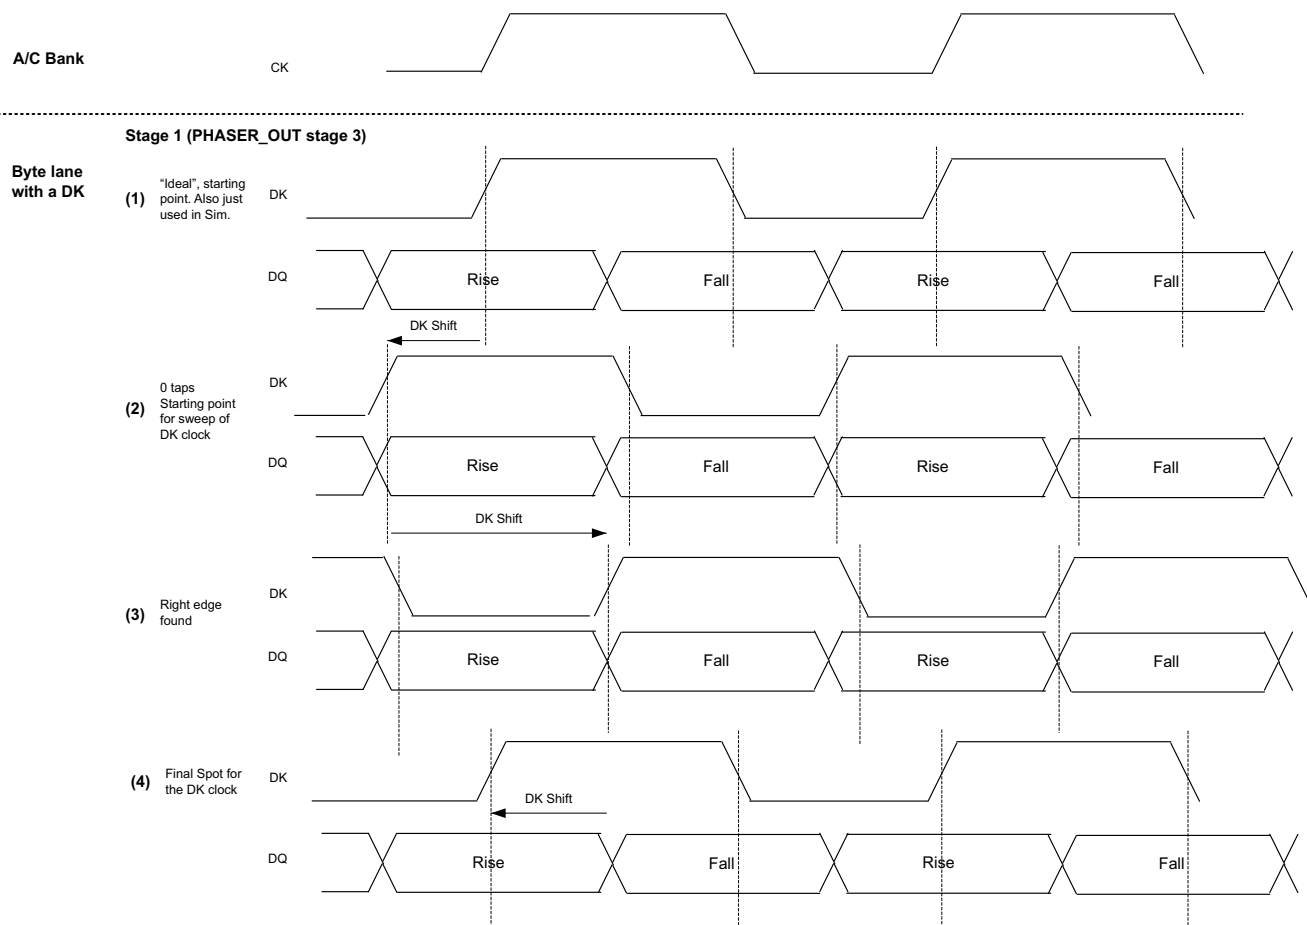 A/C Bank
CK
Stage 1 (PHASER_OUT stage 3)
Byte lane
with a DK
(1)
“Ideal”, starting
point. Also just
used in Sim.
DK
DQ
Rise
Fall
Rise
Fall
DK Shift
(2)
0 taps
Starting point
for sweep of
DK clock
DK
DQ
Rise
Fall
Rise
Fall
DK Shift
(3)
Right edge
found
DK
DQ
Rise
Fall
Rise
Fall
(4)
Final Spot for
the DK clock
DK
DK Shift
DQ
Rise
Fall
Rise
Fall